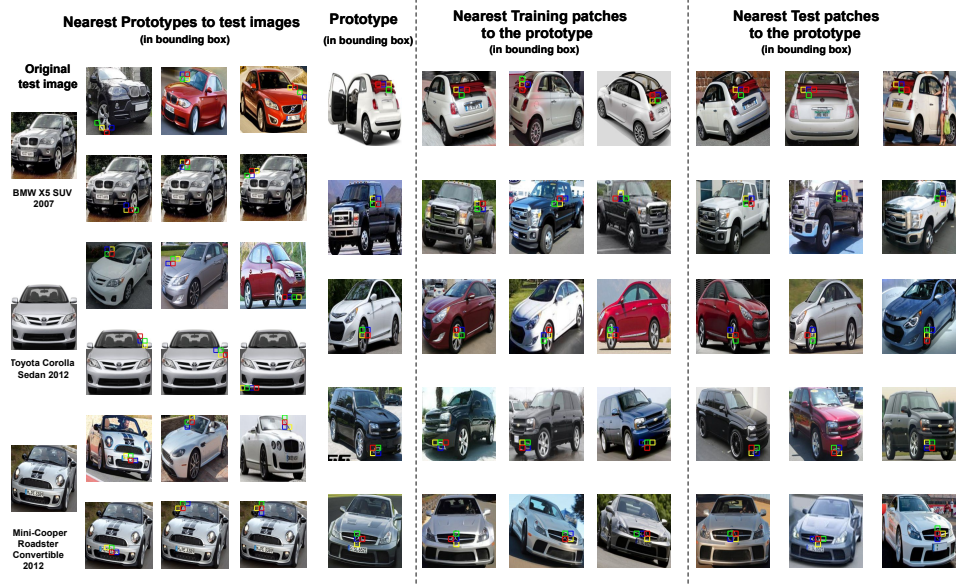 Nearest Prototypes to test images
(in bounding box)
Prototype
(in bounding box)
Nearest Training patches
to the prototype
(in bounding box)
Nearest Test patches
to the prototype
(in bounding box)
Original
test image
BMW X5 SUV
2007
Toyota Corolla
Sedan 2012
Mini-Cooper
Roadster
Convertible
2012